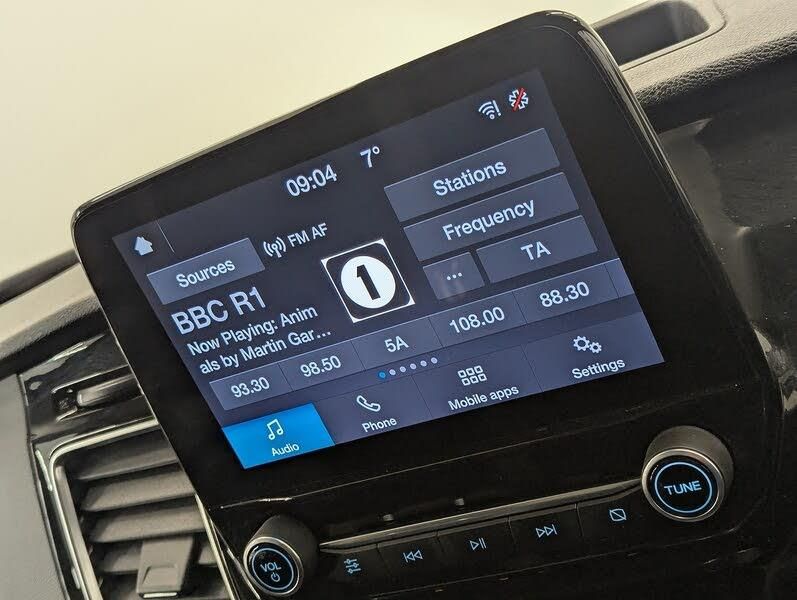 09:04 7°
Sources
FM AF
Stations
Frequency
... TA
BBC R1
Now Playing: Anim
als by Martin Gar...
1
93.30 98.50 5A 108.00 88.30
Audio Phone Mobile apps Settings
VOL
TUNE